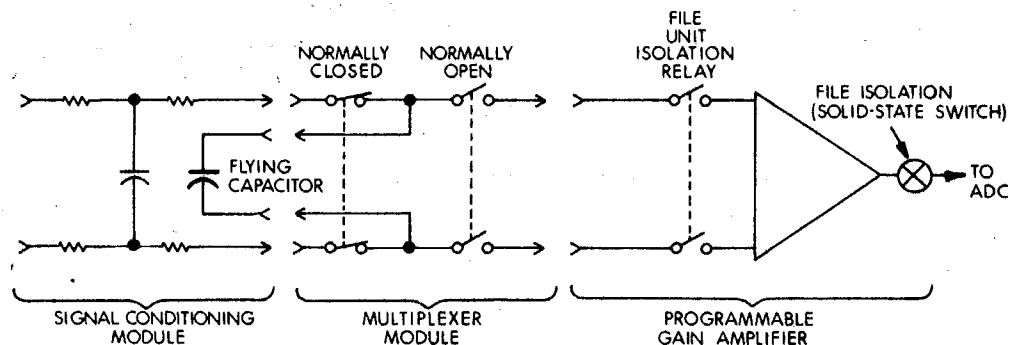 NORMALLY
CLOSED
NORMALLY
OPEN
FILE
UNIT
ISOLATION
RELAY
FILE ISOLATION
(SOLID-STATE SWITCH)
FLYING
CAPACITOR
TO
ADC
SIGNAL CONDITIONING
MODULE
MULTIPLEXER
MODULE
PROGRAMMABLE
GAIN AMPLIFIER